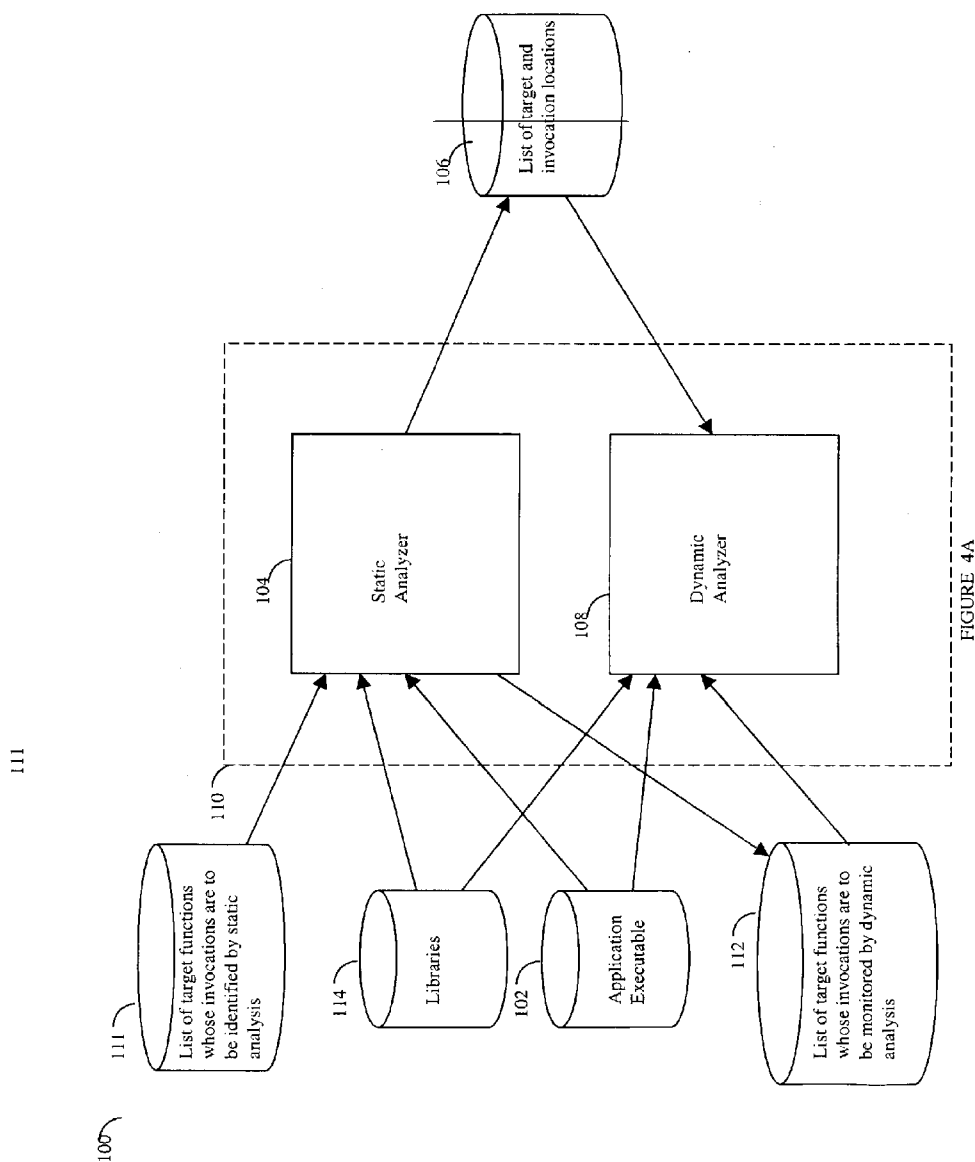 111
100
111
List of target functions
whose invocations are to
be identified by static
analysis
114
Libraries
102
Application
Executable
112
List of target functions
whose invocations are to
be monitored by dynamic
analysis
110
104
Static
Analyzer
108
Dynamic
Analyzer
106
List of target and
invocation locations
FIGURE 4A